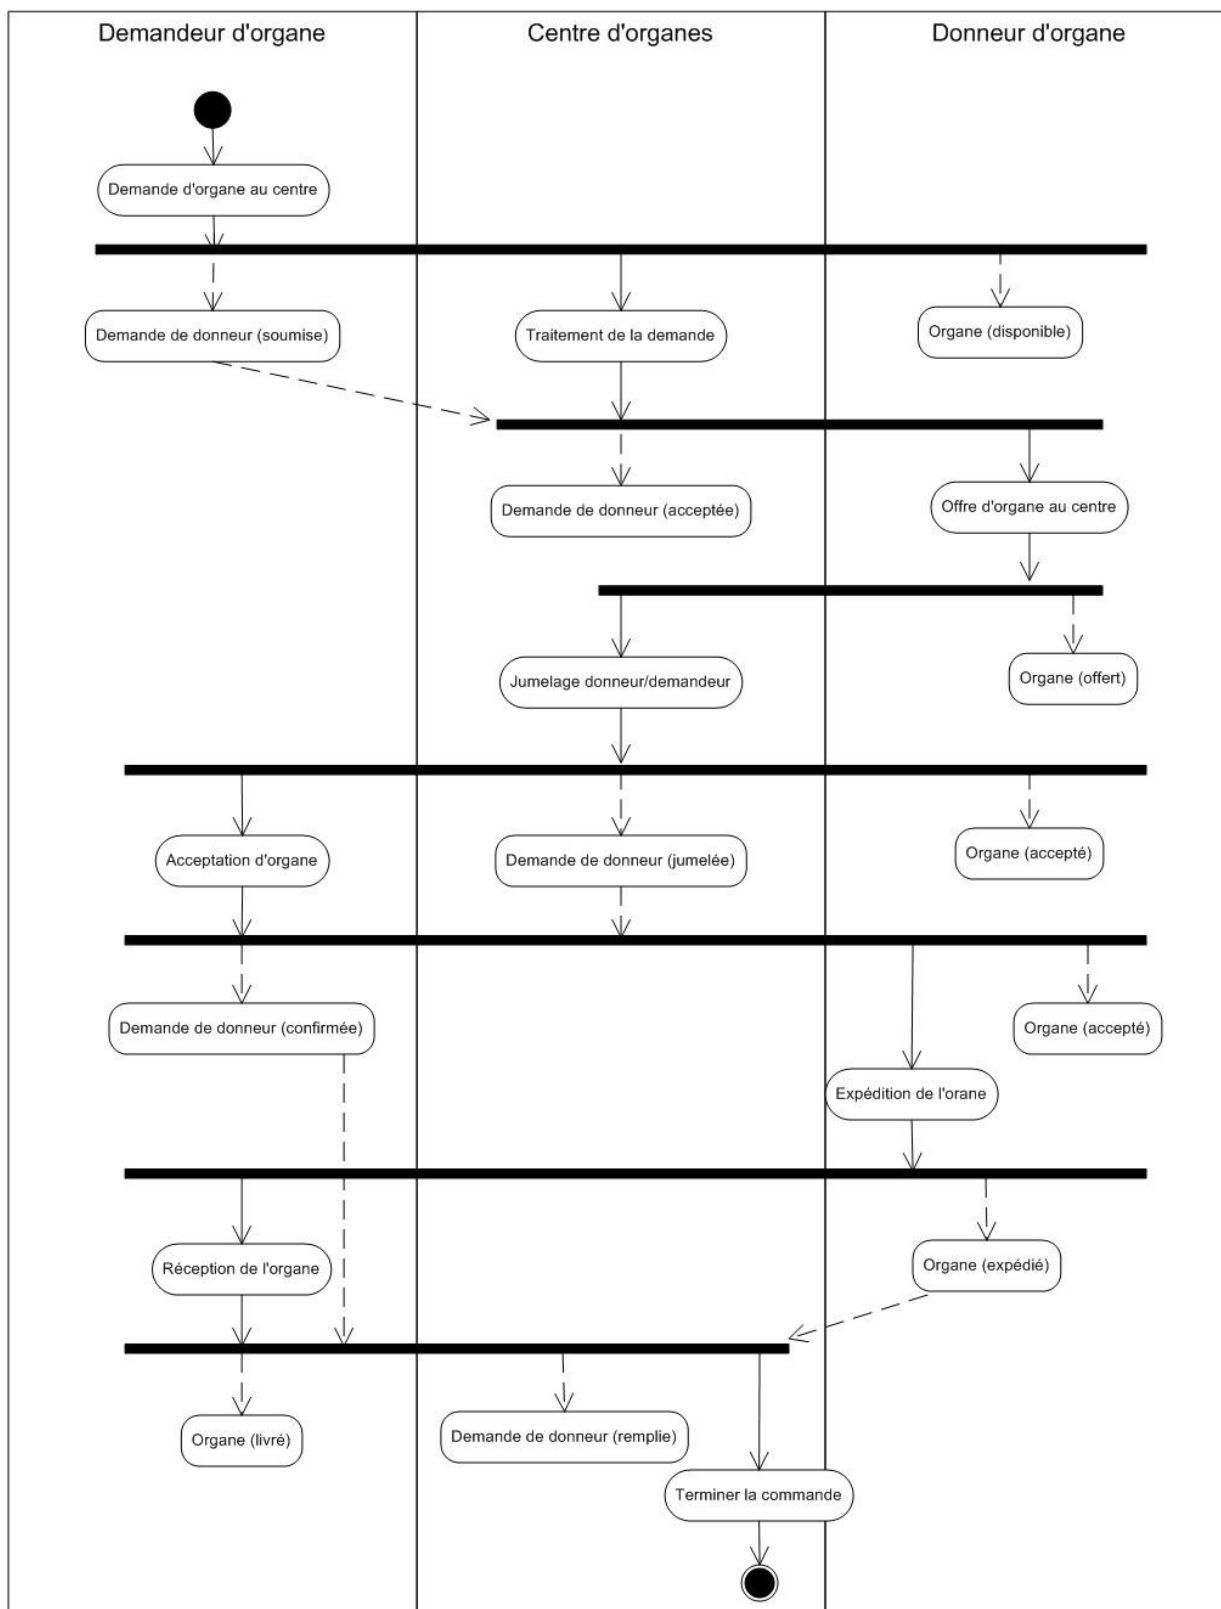 Demandeur d'organe
Centre d'organes
Donneur d'organe
Demande d'organe au centre
Demande de donneur (soumise)
Traitement de la demande
Organe (disponible)
Demande de donneur (acceptée)
Offre d'organe au centre
Jumelage donneur/demandeur
Organe (offert)
Acceptation d'organe
Demande de donneur (jumelée)
Organe (accepté)
Demande de donneur (confirmée)
Organe (accepté)
Expédition de l'orane
Réception de l'organe
Organe (expédié)
Organe (livré)
Demande de donneur (remplie)
Terminer la commande